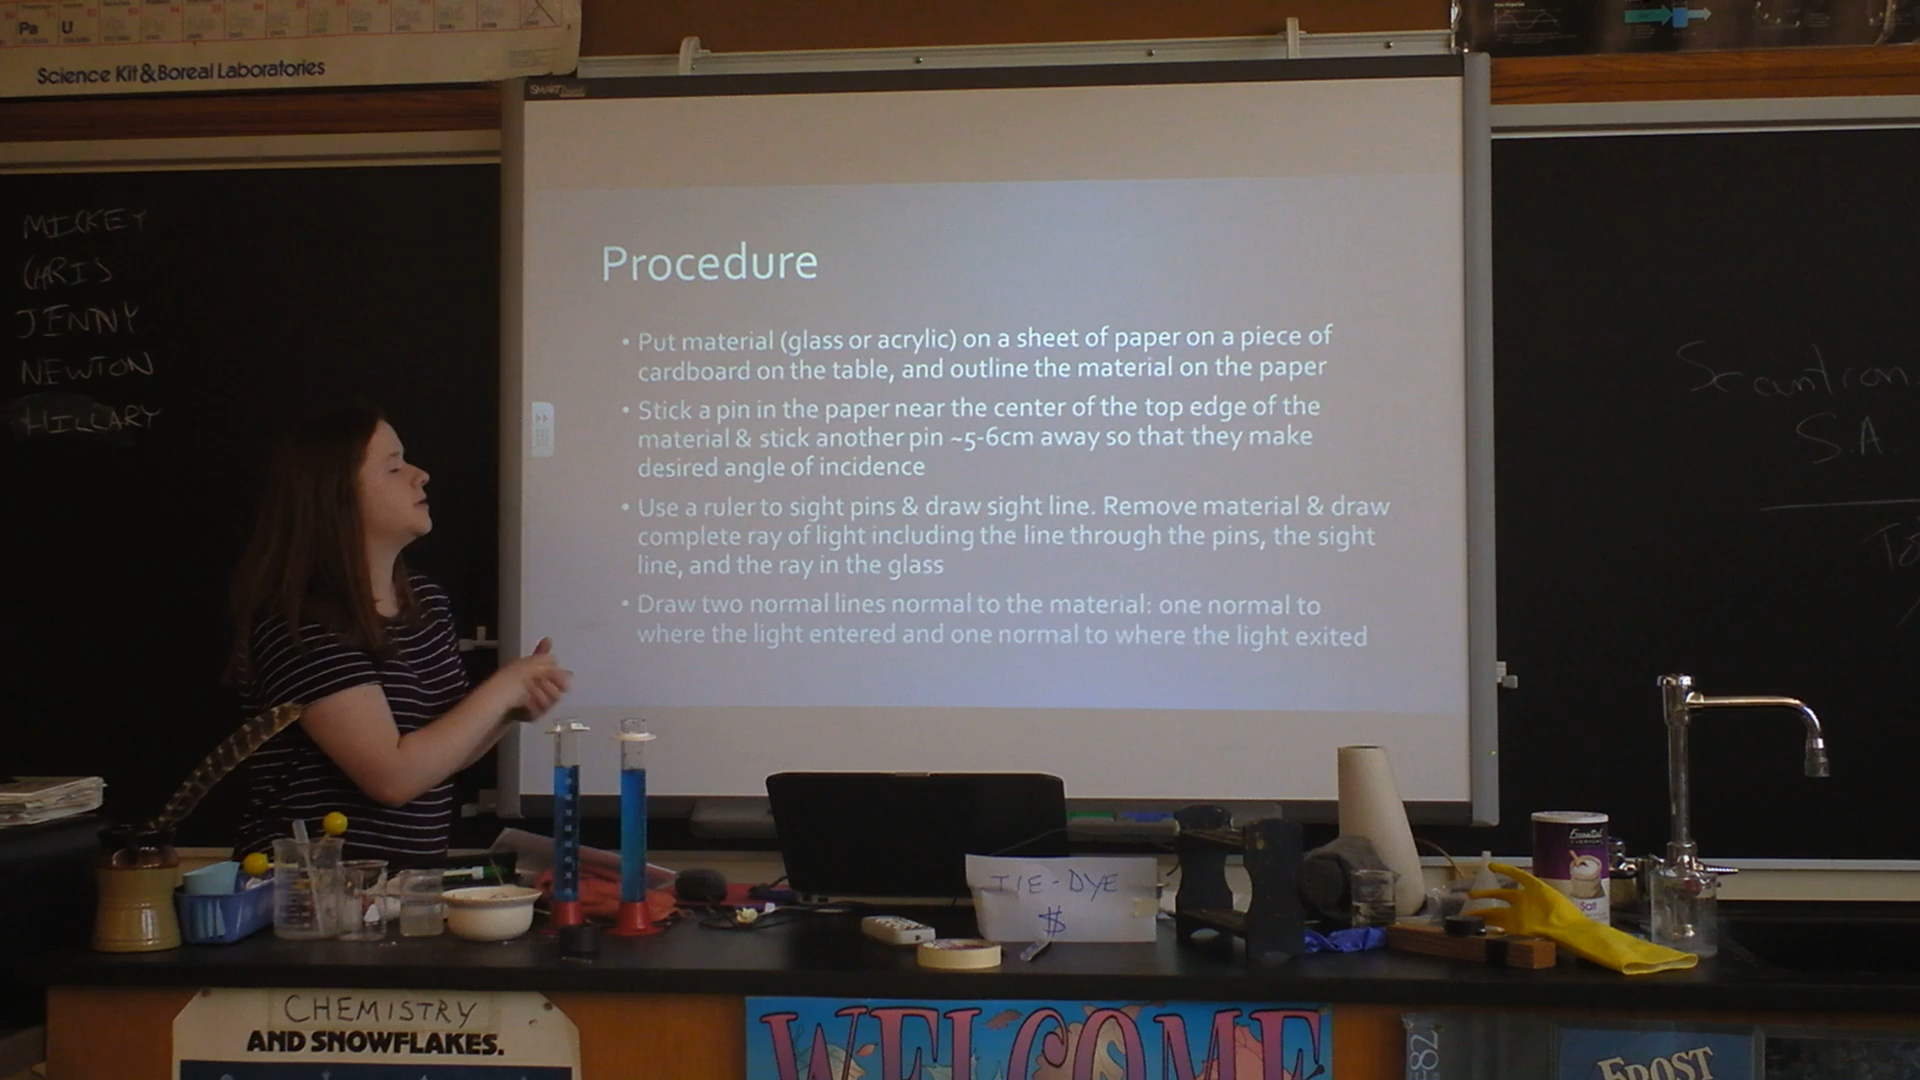 Pa
U
Science Kit & Boreal Laboratories
SMART
MICKEY
CHRIS
JENNY
NEWTON
HILLARY
Procedure
• Put material (glass or acrylic) on a sheet of paper on a piece of
cardboard on the table, and outline the material on the paper
• Stick a pin in the paper near the center of the top edge of the
material & stick another pin ~5-6cm away so that they make
desired angle of incidence
• Use a ruler to sight pins & draw sight line. Remove material & draw
complete ray of light including the line through the pins, the sight
line, and the ray in the glass
• Draw two normal lines normal to the material: one normal to
where the light entered and one normal to where the light exited
Scantron
S.A.
TIE-DYE
$
Essential
Salt
CHEMISTRY
AND SNOWFLAKES.
WELCOME
FROST